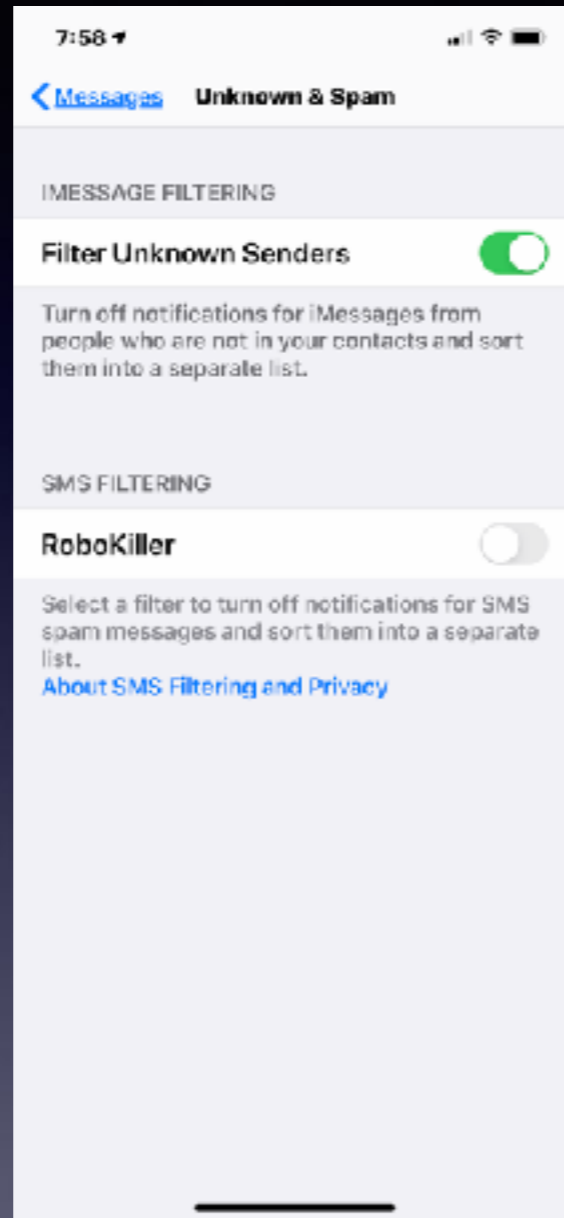 7:58
Messages Unknown & Spam
IMESSAGE FILTERING
Filter Unknown Senders
Turn off notifications for iMessages from
people who are not in your contacts and sort
them into a separate list.
SMS FILTERING
RoboKiller
Select a filter to turn off notifications for SMS
spam messages and sort them into a separate
list.
About SMS Filtering and Privacy